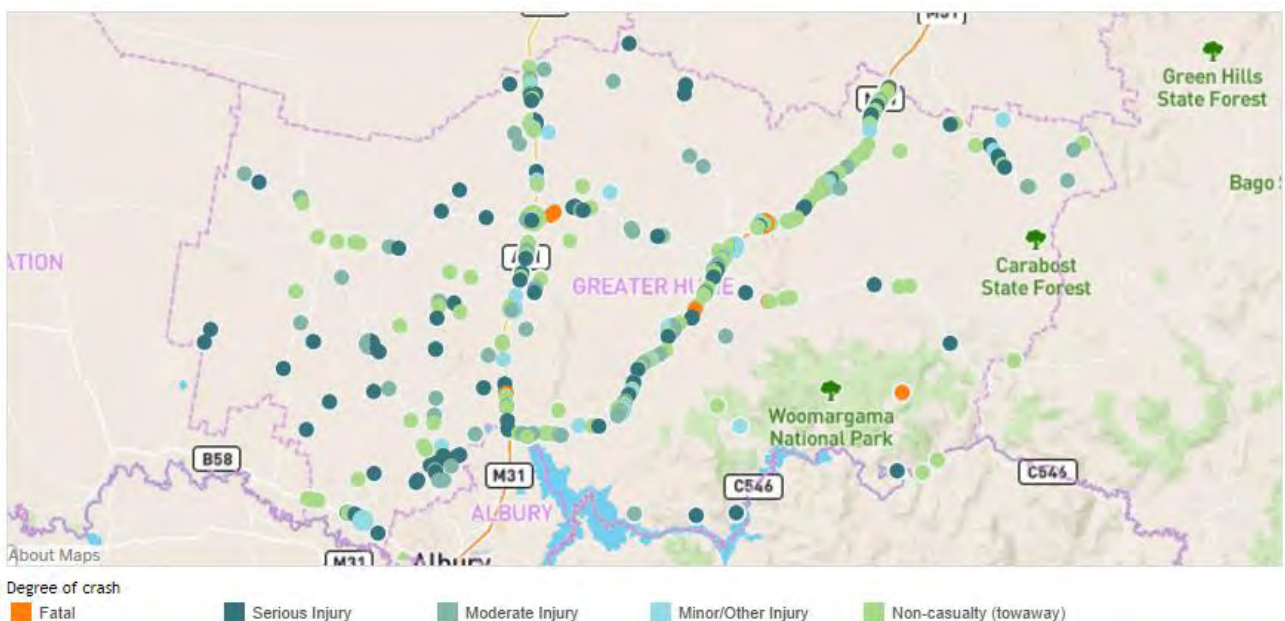 M31
Green Hills
State Forest
Bago
ATION
Carabost
State Forest
GREATER HUME
Woomargama
National Park
B58
M31
C546
C546
ALBURY
About Maps
M31
Albury
Degree of crash
Fatal
Serious Injury
Moderate Injury
Minor/Other Injury
Non-casualty (towaway)